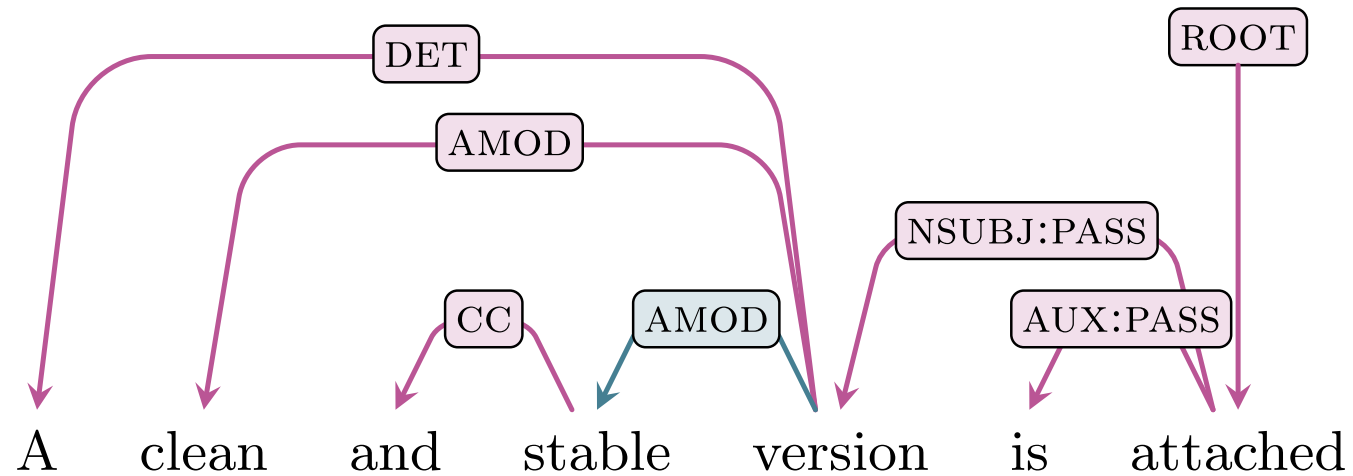 ROOT
DET
AMOD
NSUBJ:PASS
CC AMOD AUX:PASS
A clean and stable version is attached